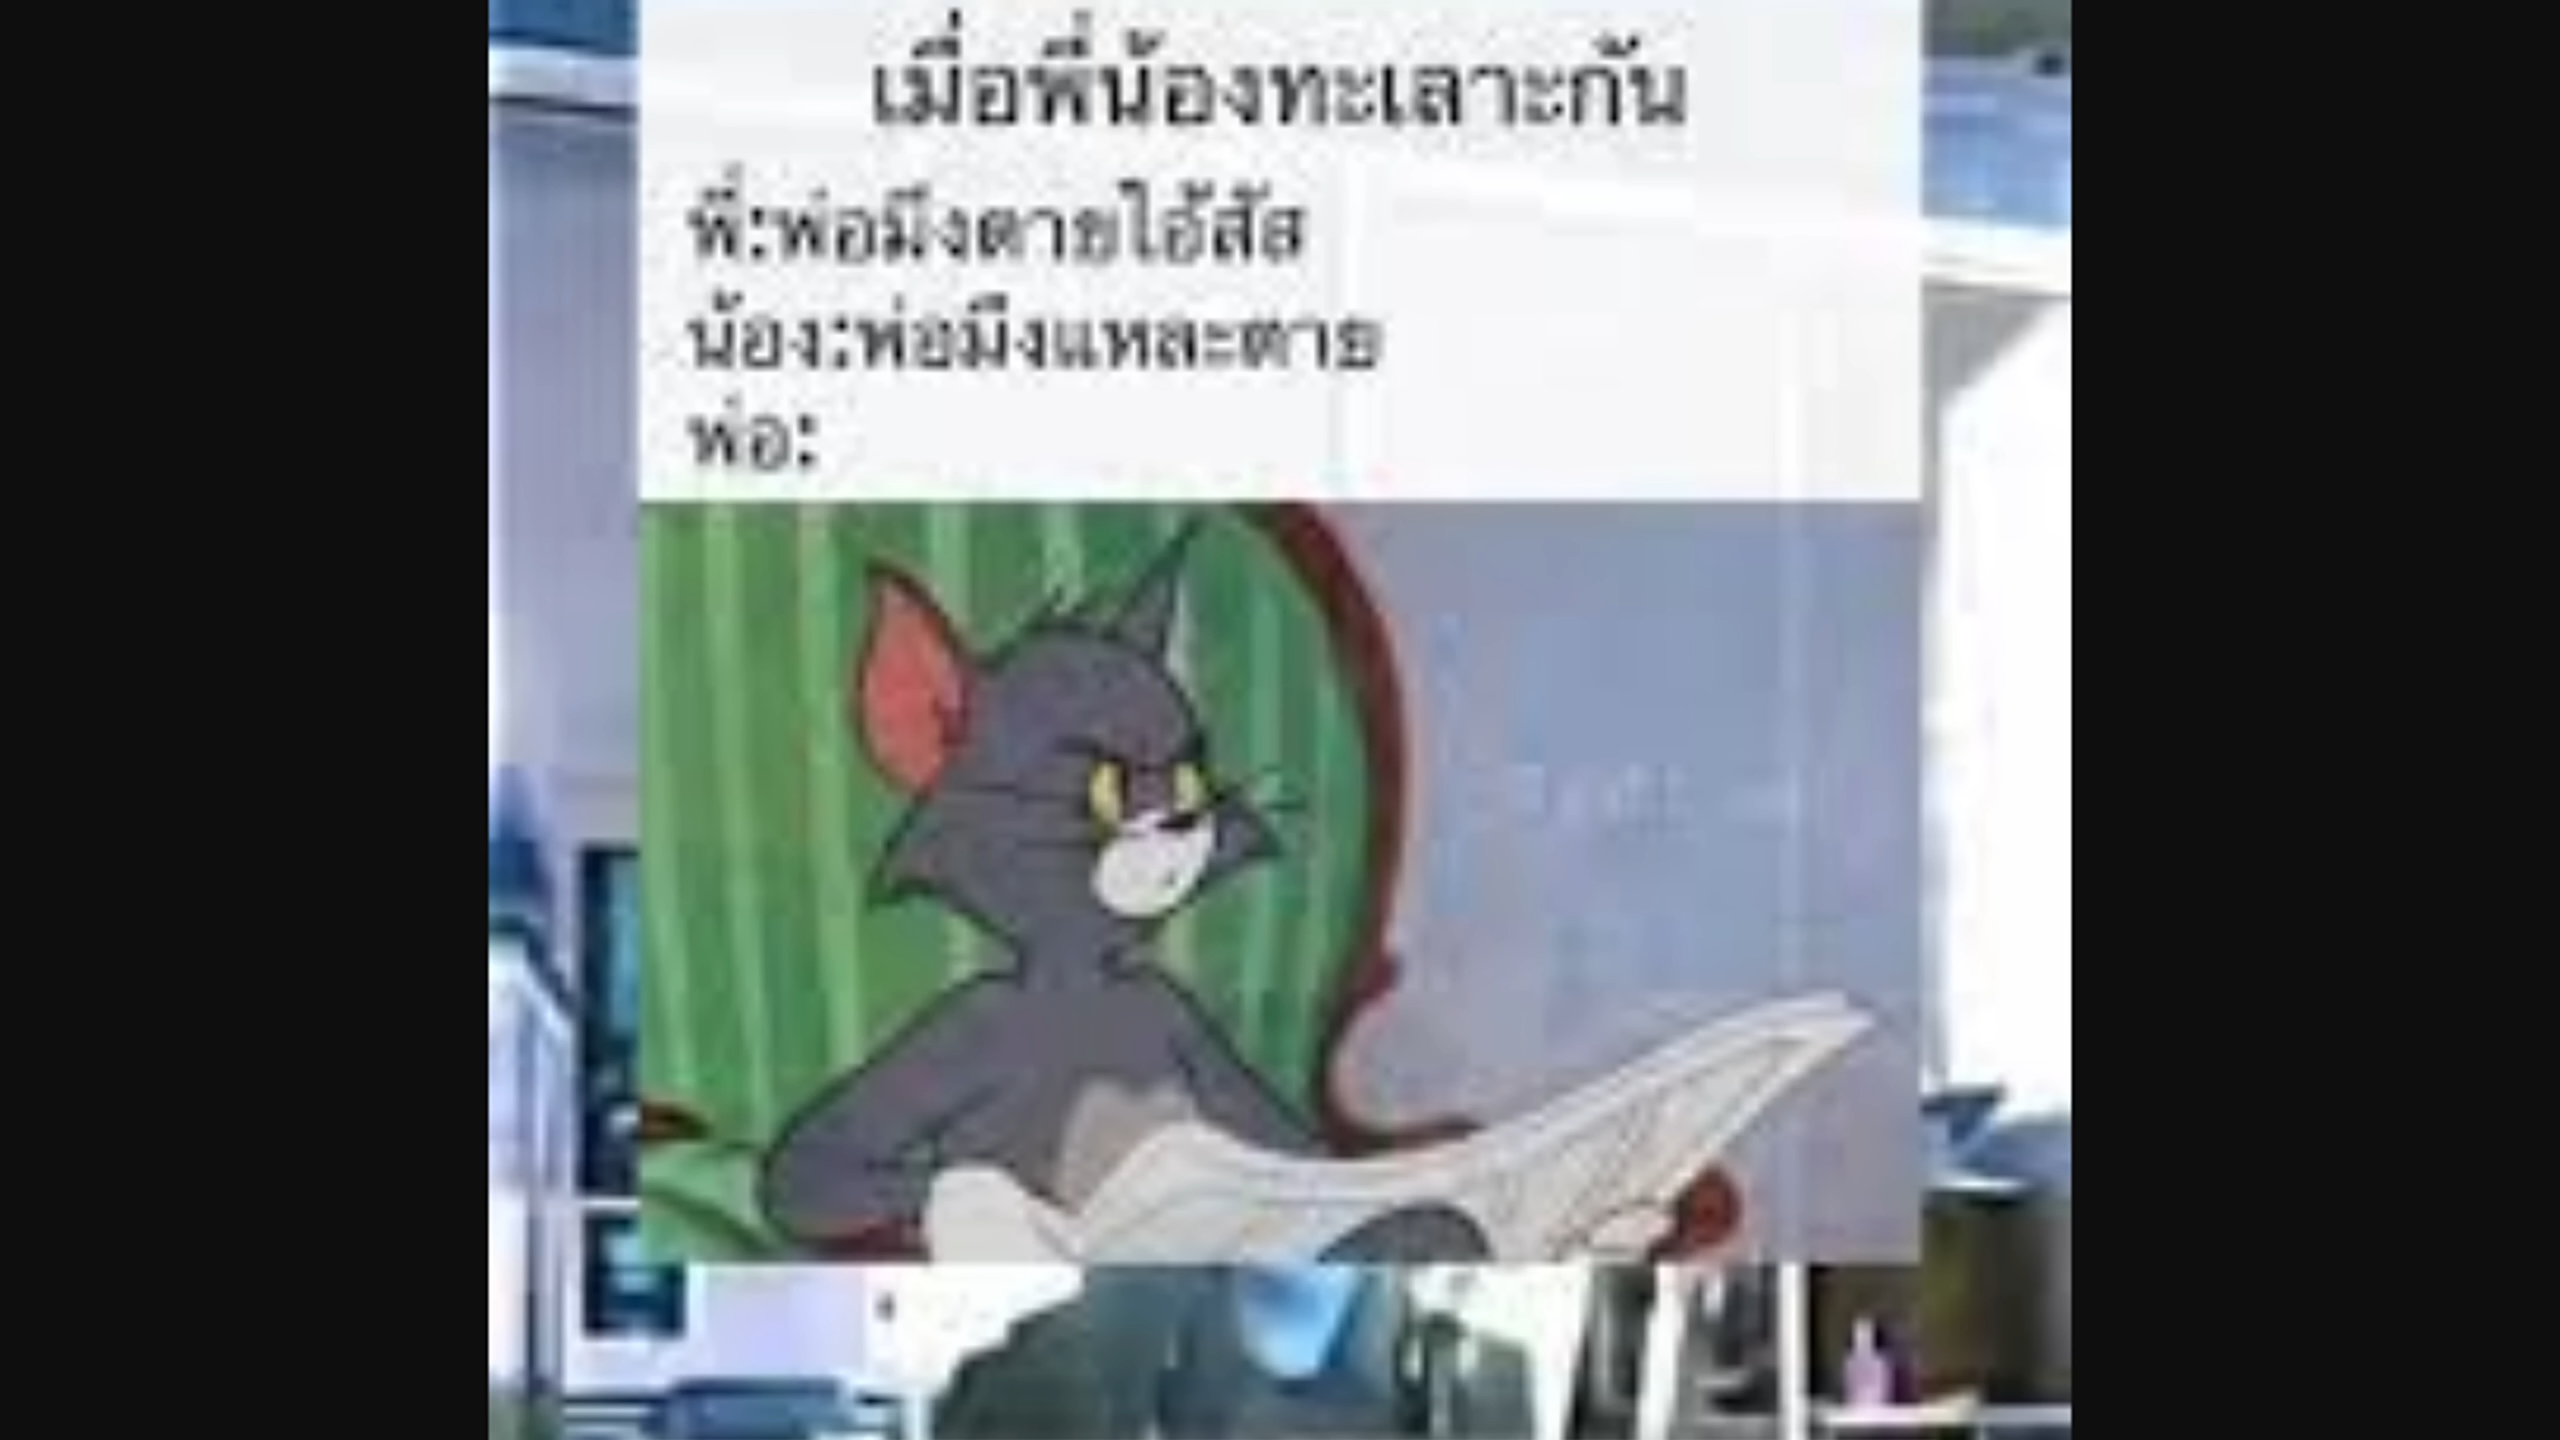 เมื่อพี่น้องทะเลาะกัน
พี่:พ่อมึงตายไอ้สัส
น้อง:พ่อมึงแหละตาย
พ่อ: